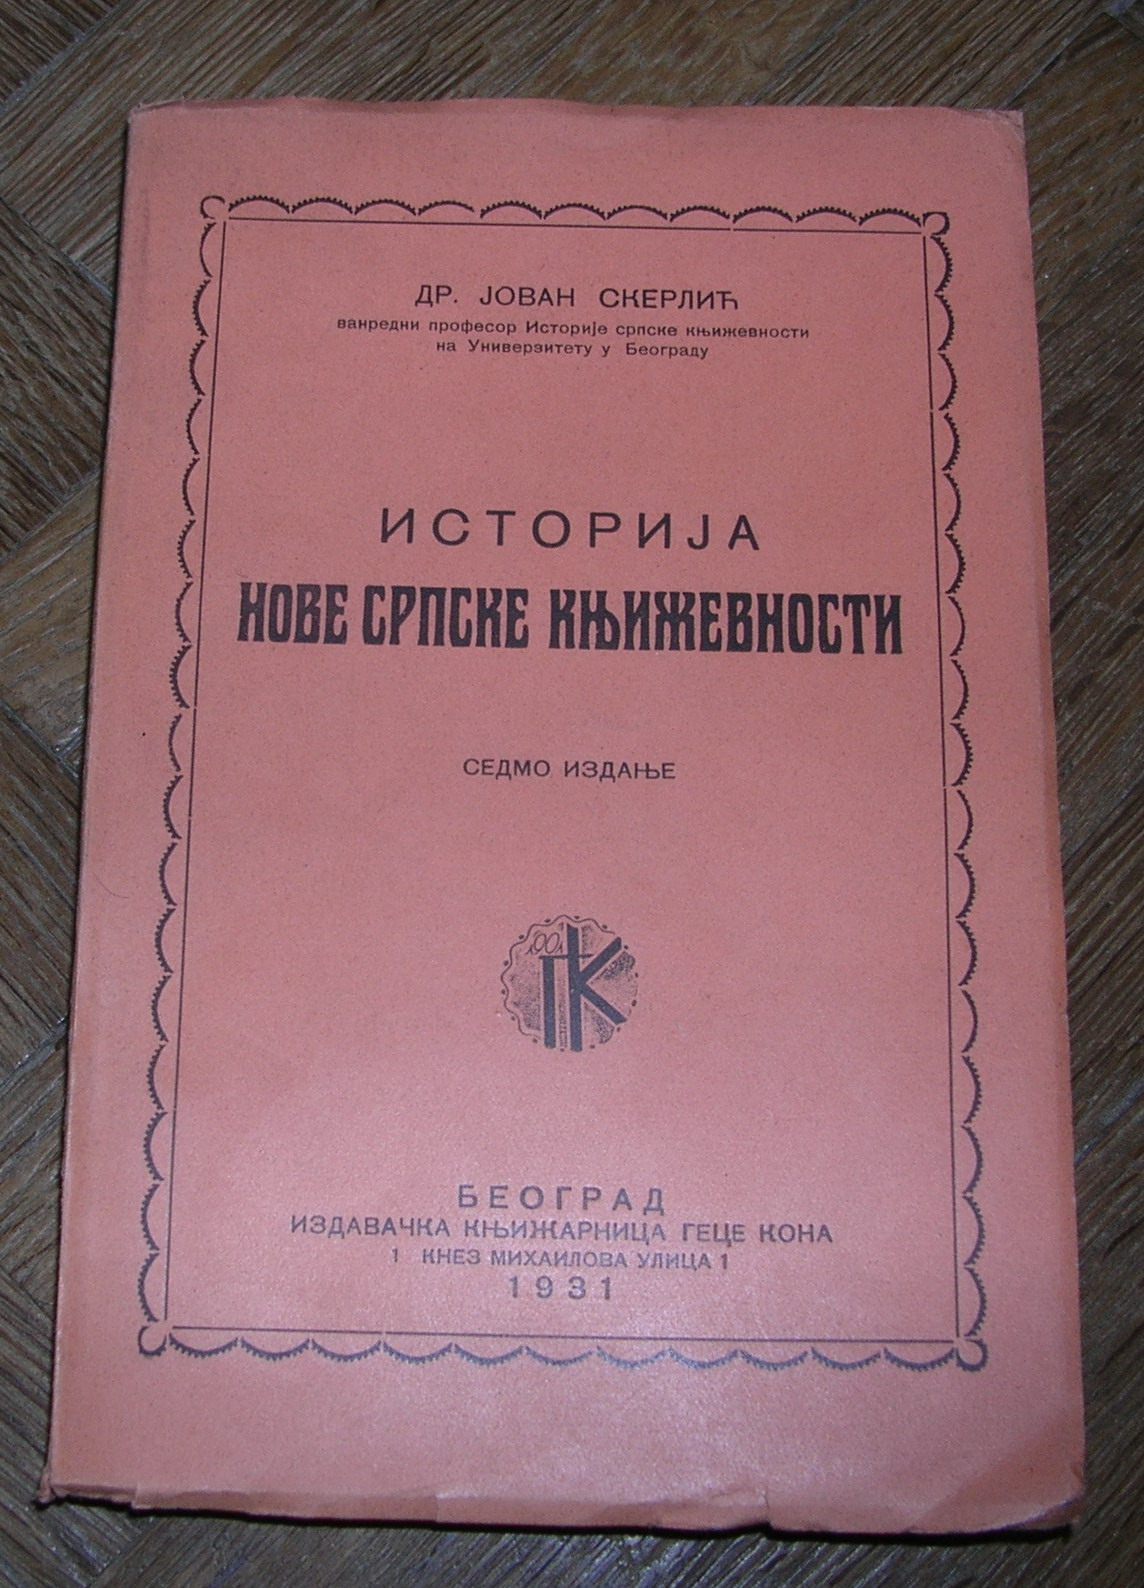 ДР. ЈОВАН СКЕРЛИЋ
ванредни професор Историје српске књижевности
на Универзитету у Београду
ИСТОРИЈА
НОВЕ СРПСКЕ КЊИЖЕВНОСТИ
СЕДМО ИЗДАЊЕ
1901
ГК
БЕОГРАД
ИЗДАВАЧКА КЊИЖАРНИЦА ГЕЦЕ КОНА
1 КНЕЗ МИХАИЛОВА УЛИЦА 1
1931